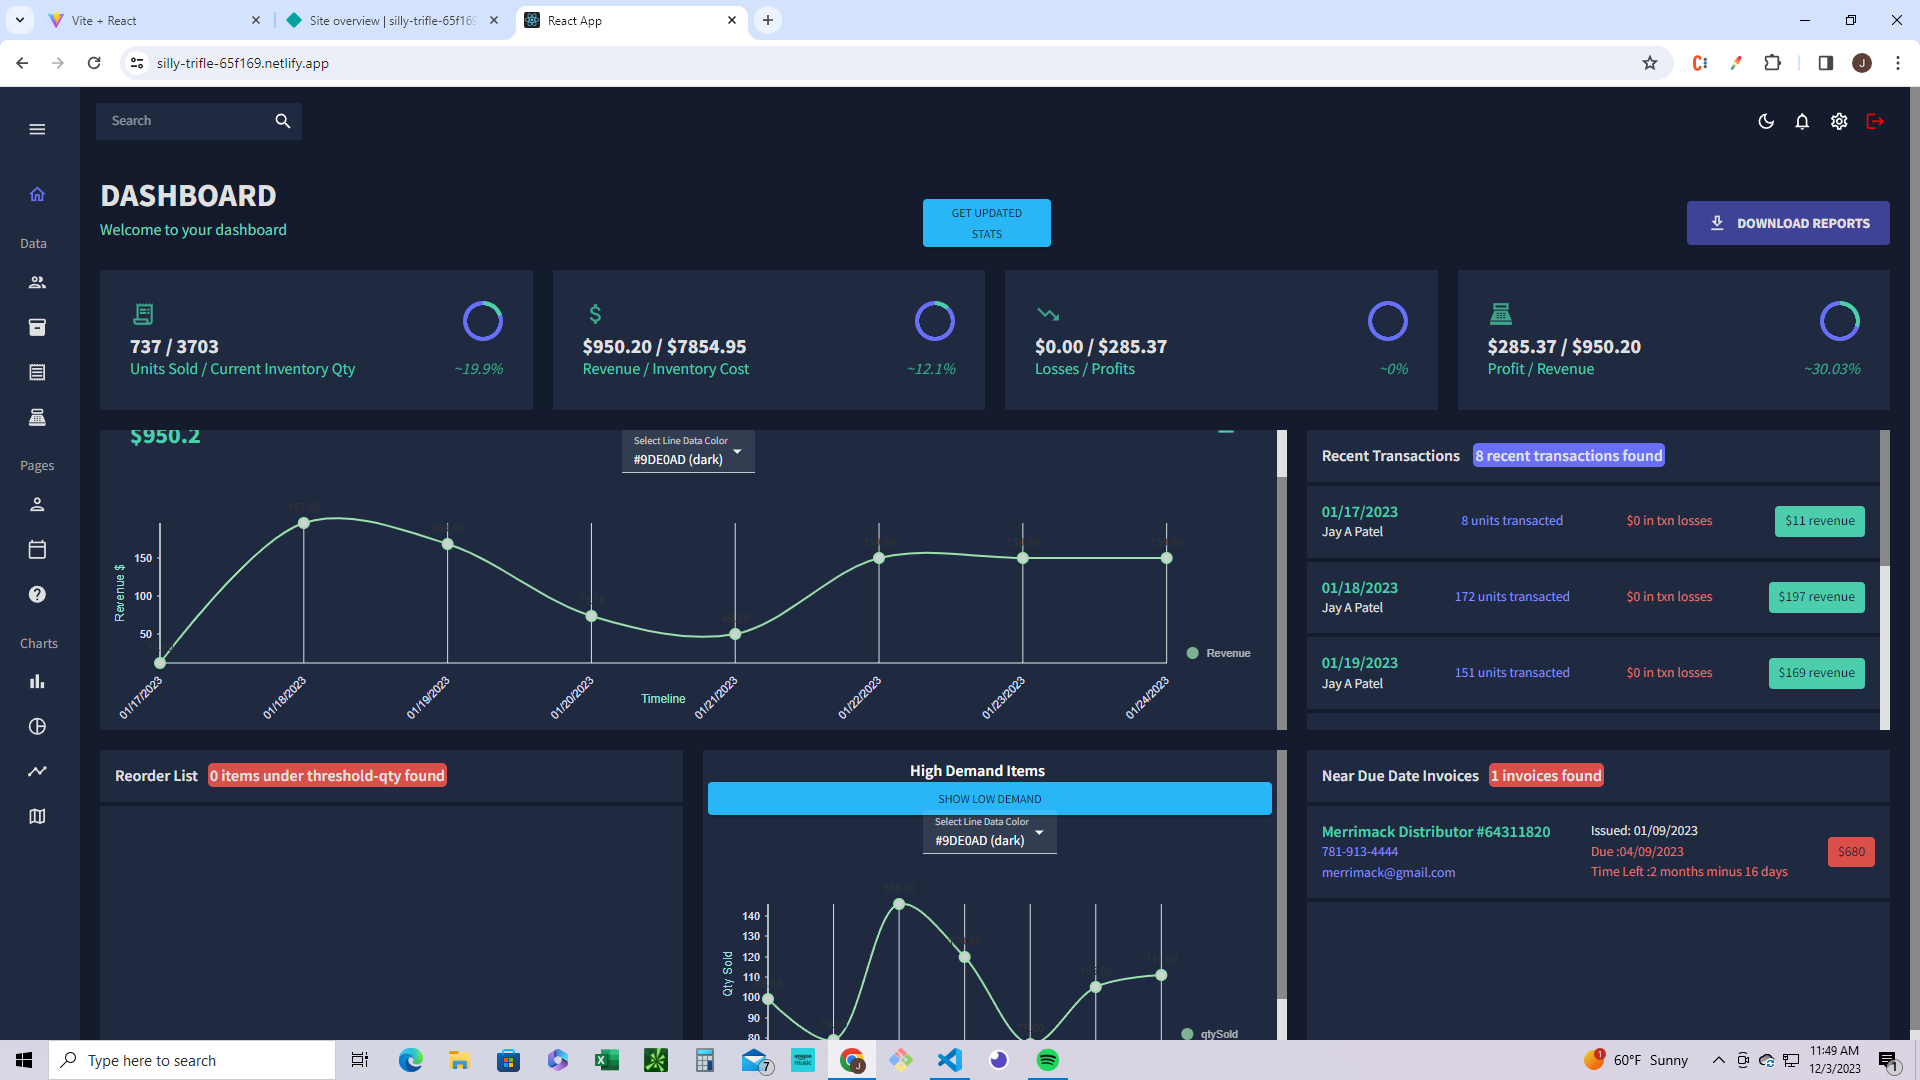 Vite + React
Site overview | silly-trifle-65f169
React App
silly-trifle-65f169.netlify.app
J
Search
DASHBOARD
Welcome to your dashboard
GET UPDATED
STATS
DOWNLOAD REPORTS
Data
Pages
Charts
737 / 3703
Units Sold / Current Inventory Qty
~19.9%
$950.20 / $7854.95
Revenue / Inventory Cost
~12.1%
$0.00 / $285.37
Losses / Profits
~0%
$285.37 / $950.20
Profit / Revenue
~30.03%
$950.2
Select Line Data Color
#9DE0AD (dark)
Revenue $
150
100
50
01/17/2023
01/18/2023
01/19/2023
01/20/2023
01/21/2023
01/22/2023
01/23/2023
01/24/2023
Timeline
Revenue
Recent Transactions
8 recent transactions found
01/17/2023
Jay A Patel
8 units transacted
$0 in txn losses
$11 revenue
01/18/2023
Jay A Patel
172 units transacted
$0 in txn losses
$197 revenue
01/19/2023
Jay A Patel
151 units transacted
$0 in txn losses
$169 revenue
Reorder List
0 items under threshold-qty found
High Demand Items
SHOW LOW DEMAND
Select Line Data Color
#9DE0AD (dark)
Qty Sold
140
130
120
110
100
90
80
qtySold
Near Due Date Invoices
1 invoices found
Merrimack Distributor #64311820
781-913-4444
merrimack@gmail.com
Issued: 01/09/2023
Due :04/09/2023
Time Left :2 months minus 16 days
$680
Type here to search
7
60°F Sunny
11:49 AM
12/3/2023
1